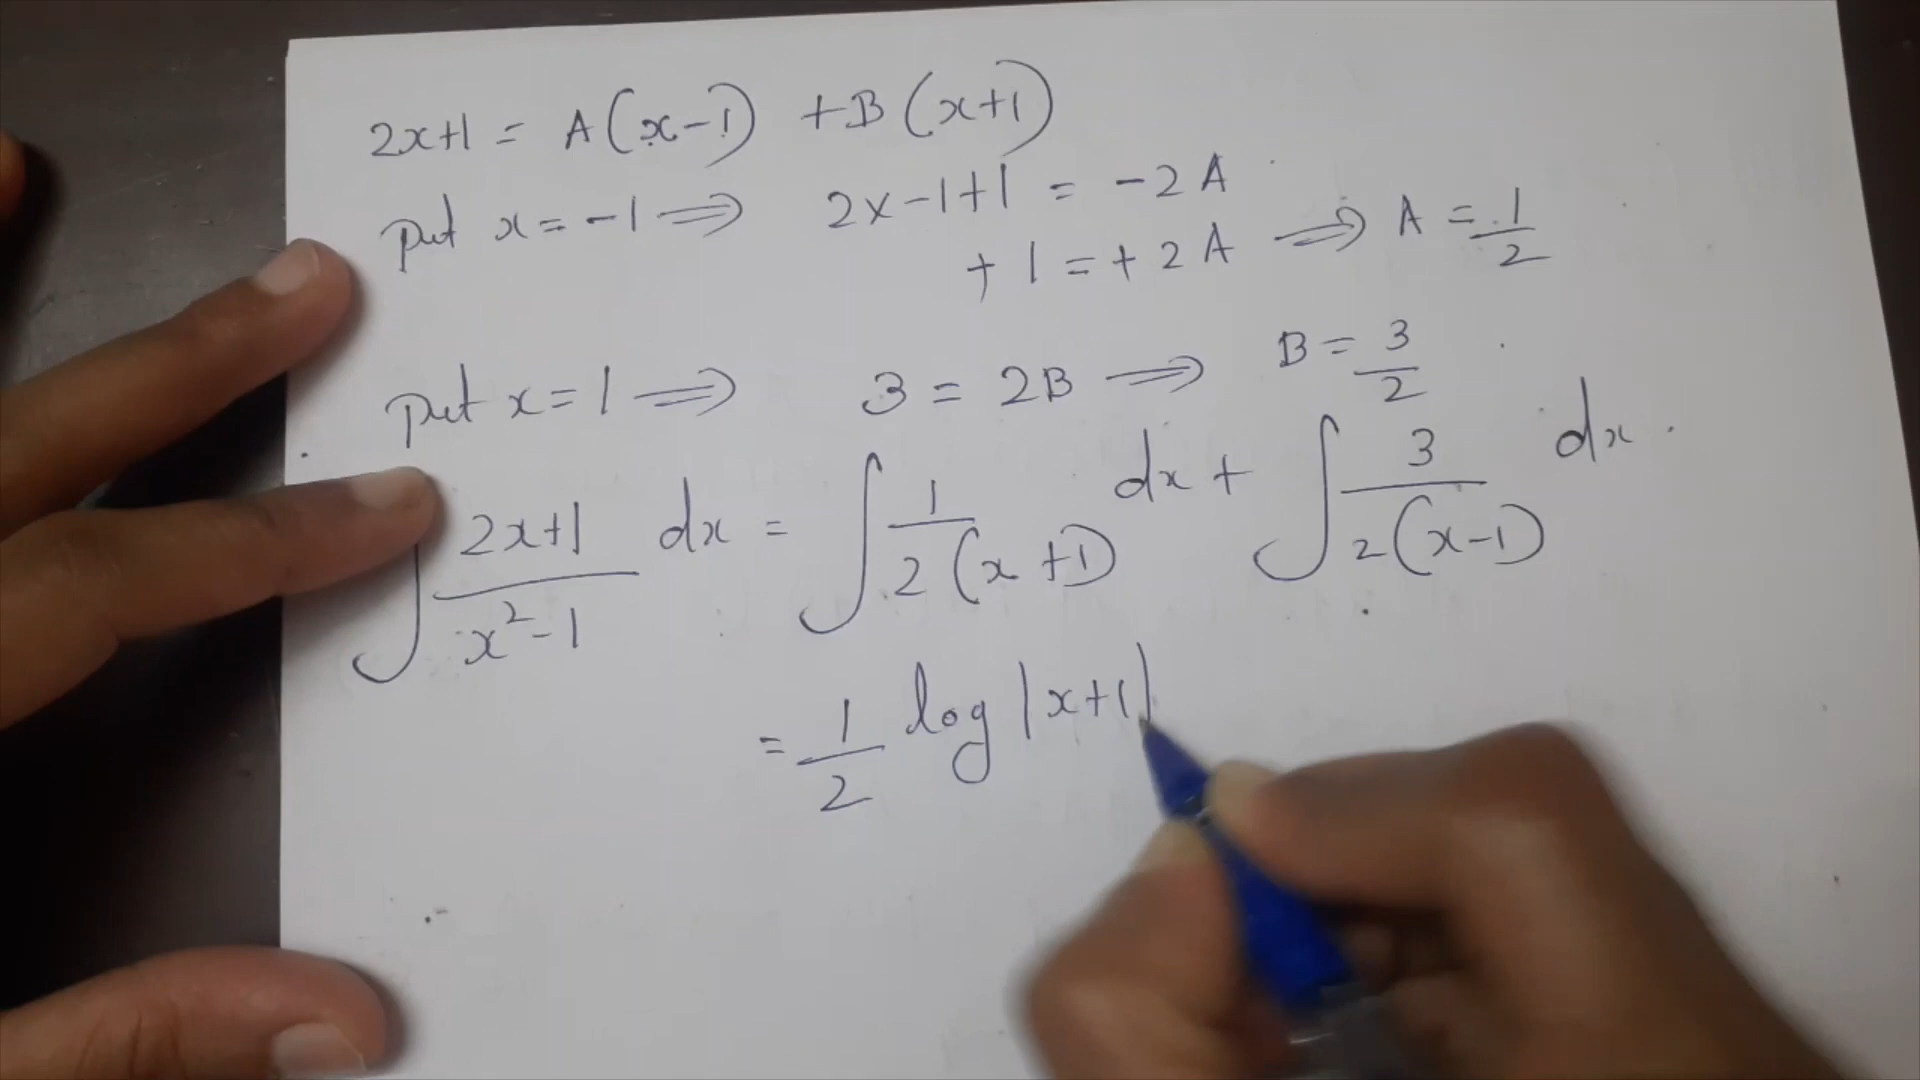 2x+1 = A(x-1) + B(x+1)
put x = -1 ⟹ 2x-1+1 = -2A
+1 = +2A ⟹ A = 1/2
put x = 1 ⟹ 3 = 2B ⟹ B = 3/2
∫ (2x+1)/(x²-1) dx = ∫ 1/(2(x+1)) dx + ∫ 3/(2(x-1)) dx.
= 1/2 log |x+1|